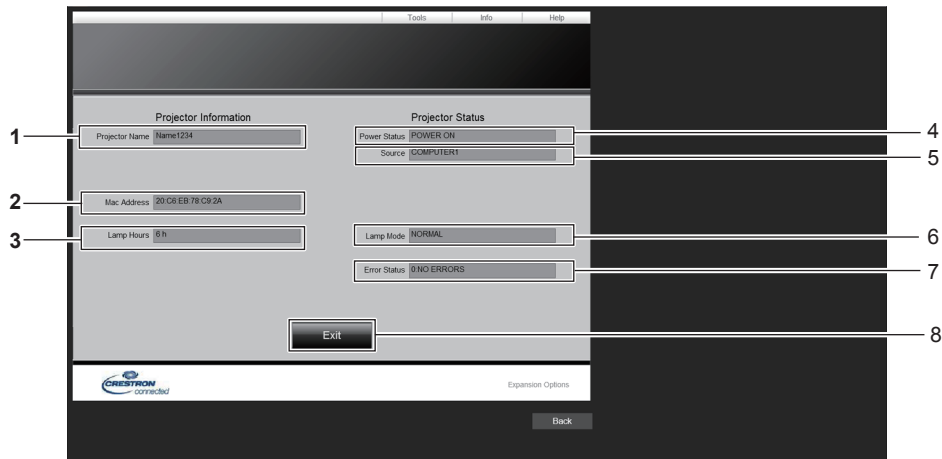 Tools Info Help
Projector Information
Projector Status
1
Projector Name Name1234
Power Status POWER ON
4
Source COMPUTER1
5
2
Mac Address 20:C6:EB:78:C9:2A
3
Lamp Hours 6 h
Lamp Mode NORMAL
6
Error Status 0:NO ERRORS
7
Exit
8
CRESTRON
connected
Expansion Options
Back